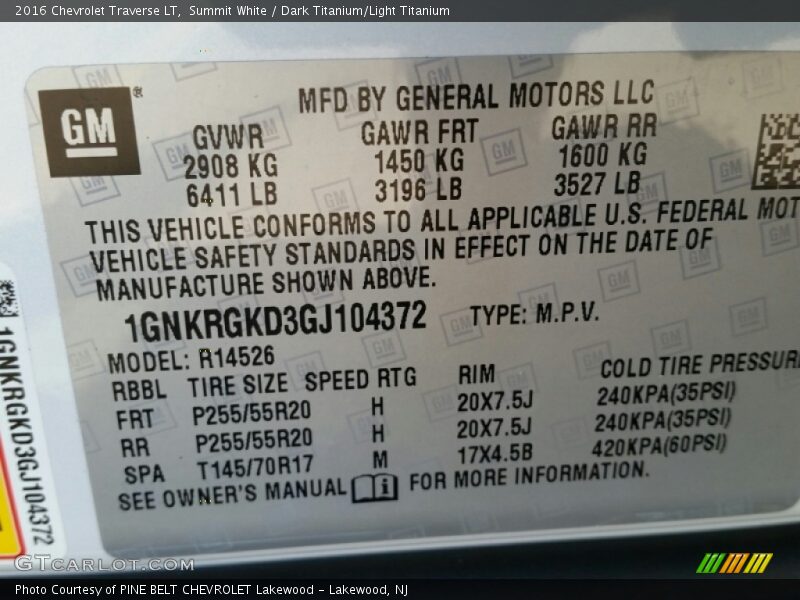 2016 Chevrolet Traverse LT, Summit White / Dark Titanium/Light Titanium
GM ®
MFD BY GENERAL MOTORS LLC
GVWR GAWR FRT GAWR RR
2908 KG 1450 KG 1600 KG
6411 LB 3196 LB 3527 LB
THIS VEHICLE CONFORMS TO ALL APPLICABLE U.S. FEDERAL MOT
VEHICLE SAFETY STANDARDS IN EFFECT ON THE DATE OF
MANUFACTURE SHOWN ABOVE.
1GNKRGKD3GJ104372 TYPE: M.P.V.
MODEL: R14526
RBBL TIRE SIZE SPEED RTG RIM COLD TIRE PRESSUR
FRT P255/55R20 H 20X7.5J 240KPA(35PSI)
RR P255/55R20 H 20X7.5J 240KPA(35PSI)
SPA T145/70R17 M 17X4.5B 420KPA(60PSI)
SEE OWNER'S MANUAL i FOR MORE INFORMATION.
1GNKRGKD3GJ104372
GTCARLOT.COM
Photo Courtesy of PINE BELT CHEVROLET Lakewood - Lakewood, NJ